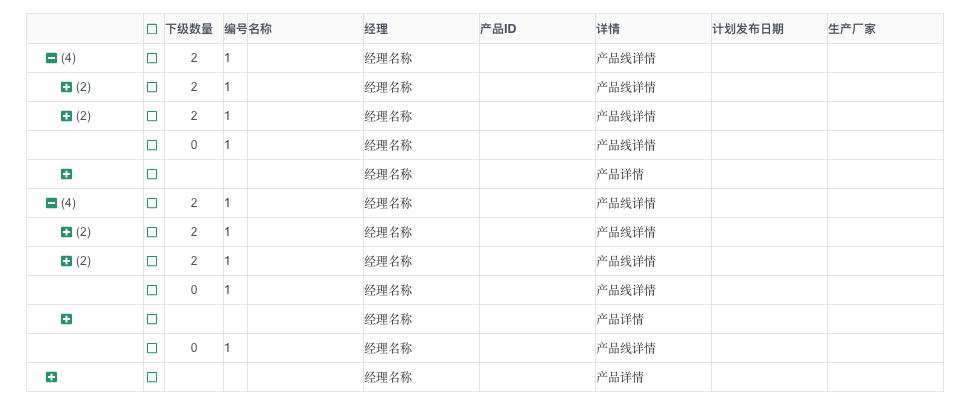 下级数量 编号 名称 经理 产品ID 详情 计划发布日期 生产厂家
(4) 2 1 经理名称 产品线详情
(2) 2 1 经理名称 产品线详情
(2) 2 1 经理名称 产品线详情
0 1 经理名称 产品线详情
经理名称 产品详情
(4) 2 1 经理名称 产品线详情
(2) 2 1 经理名称 产品线详情
(2) 2 1 经理名称 产品线详情
0 1 经理名称 产品线详情
经理名称 产品详情
0 1 经理名称 产品线详情
经理名称 产品详情